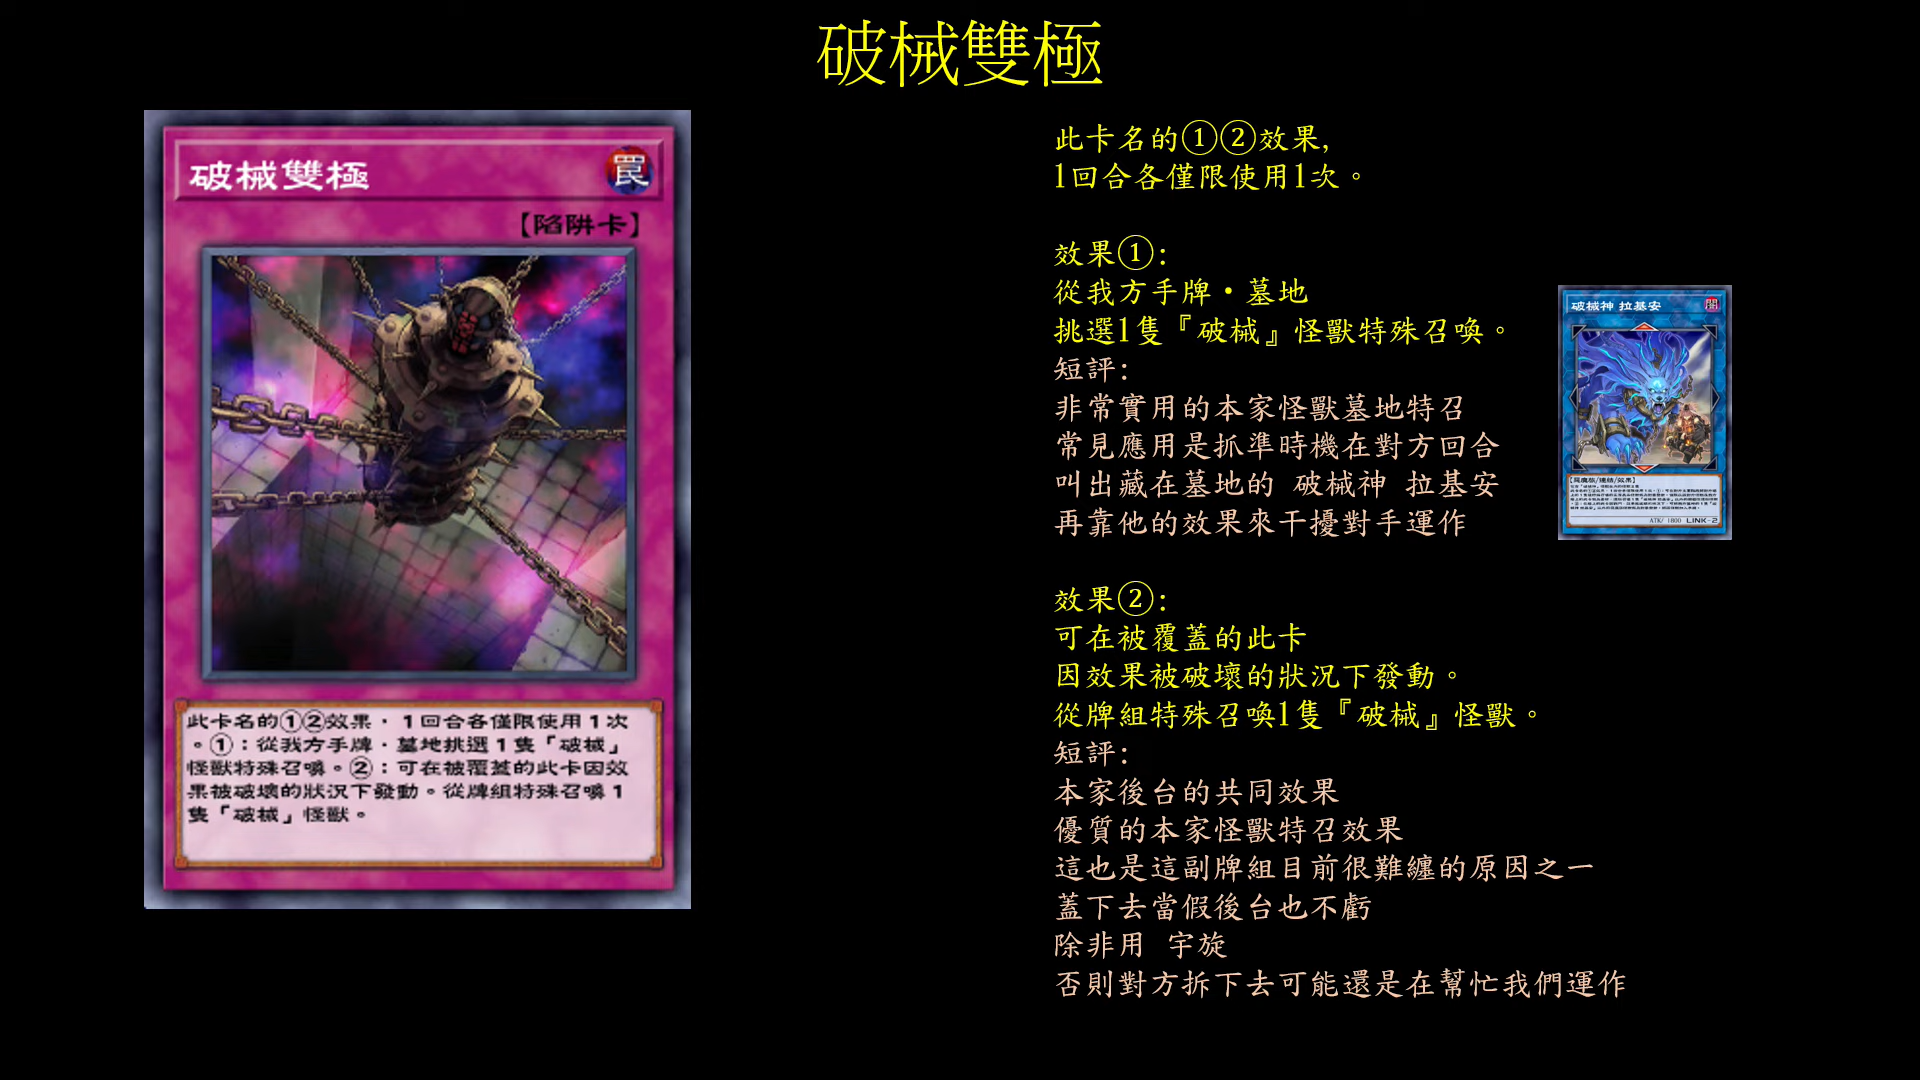 破械雙極
破械雙極
罠
【陷阱卡】
此卡名的①②效果・1回合各僅限使用1次
。①：從我方手牌・墓地挑選1隻「破械」
怪獸特殊召喚。②：可在被覆蓋的此卡因效
果被破壞的狀況下發動。從牌組特殊召喚1
隻「破械」怪獸。
此卡名的①②效果,
1回合各僅限使用1次。
效果①:
從我方手牌・墓地
挑選1隻『破械』怪獸特殊召喚。
短評:
非常實用的本家怪獸墓地特召
常見應用是抓準時機在對方回合
叫出藏在墓地的 破械神 拉基安
再靠他的效果來干擾對手運作
效果②:
可在被覆蓋的此卡
因效果被破壞的狀況下發動。
從牌組特殊召喚1隻『破械』怪獸。
短評:
本家後台的共同效果
優質的本家怪獸特召效果
這也是這副牌組目前很難纏的原因之一
蓋下去當假後台也不虧
除非用 宇旋
否則對方拆下去可能還是在幫忙我們運作
破械神 拉基安
闇
【惡魔族/連結/效果】
ATK/ 1800 LINK-2